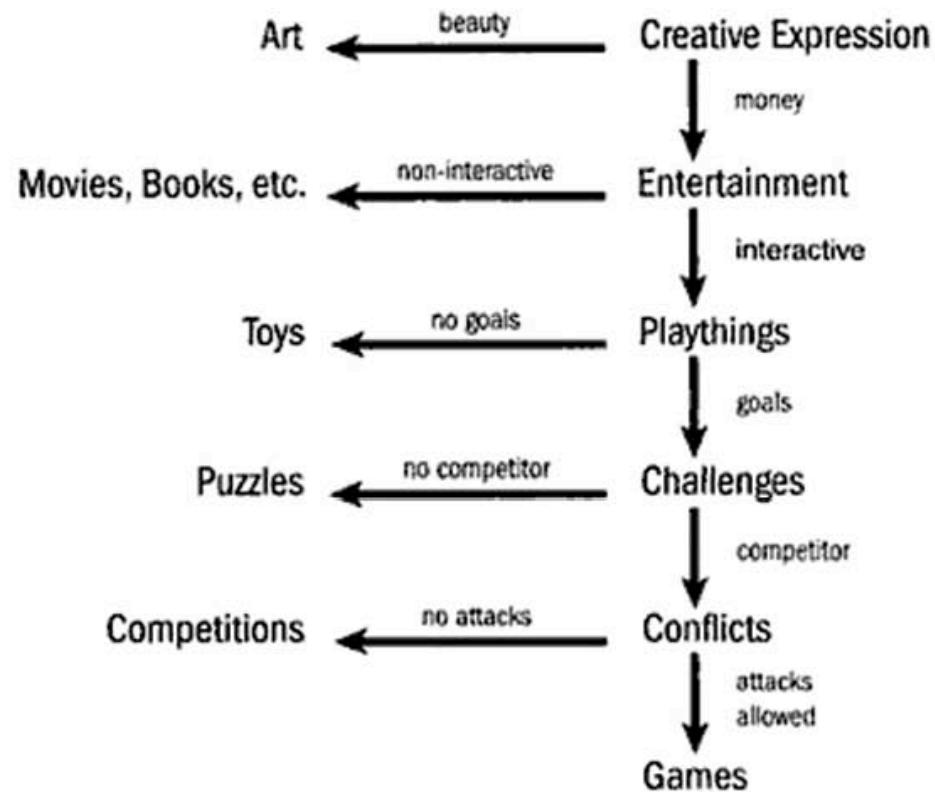 Art
beauty
Creative Expression
money
Movies, Books, etc.
non-interactive
Entertainment
interactive
Toys
no goals
Playthings
goals
Puzzles
no competitor
Challenges
competitor
Competitions
no attacks
Conflicts
attacks
allowed
Games